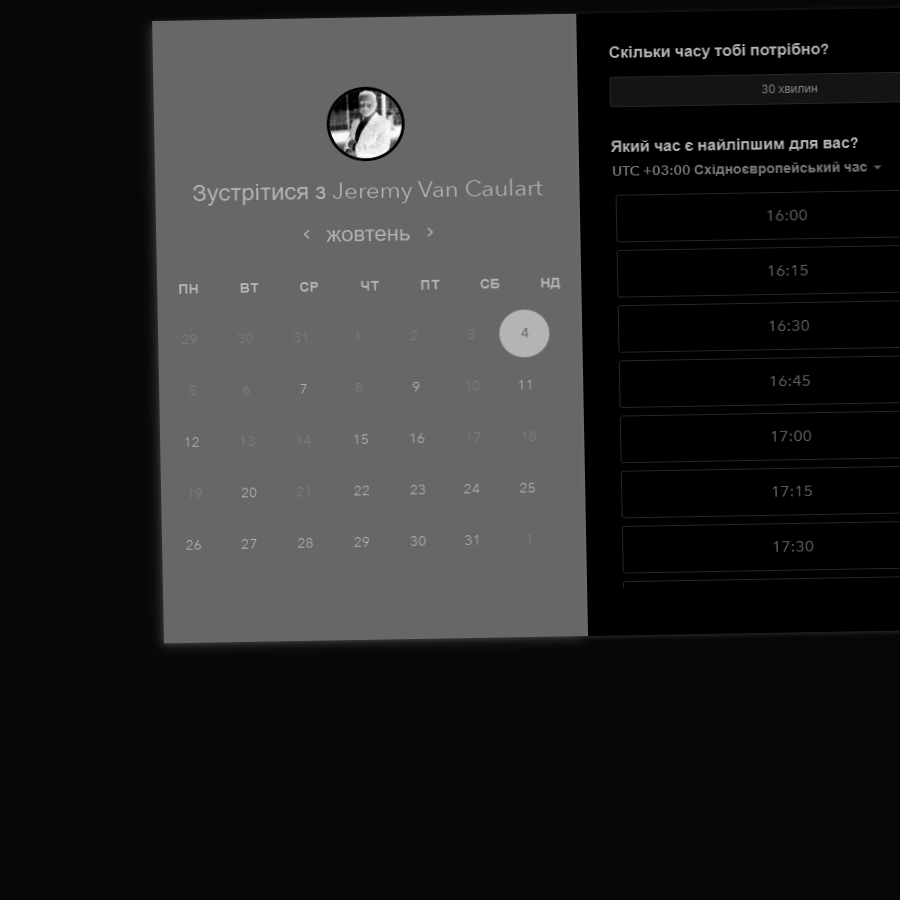 Зустрітися з Jeremy Van Caulart
жовтень
ПН ВТ СР ЧТ ПТ СБ НД
29 30 31 1 2 3 4
5 6 7 8 9 10 11
12 13 14 15 16 17 18
19 20 21 22 23 24 25
26 27 28 29 30 31 1
Скільки часу тобі потрібно?
30 хвилин
Який час є найліпшим для вас?
UTC +03:00 Східноєвропейський час
16:00
16:15
16:30
16:45
17:00
17:15
17:30